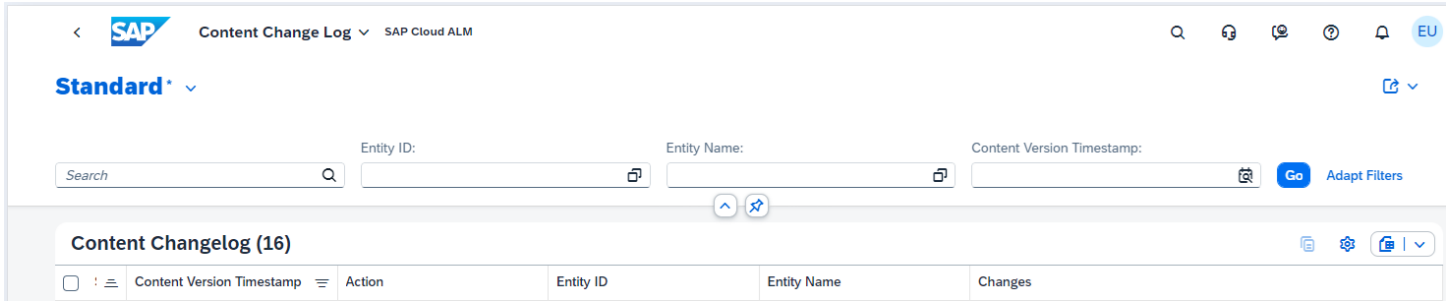 SAP Content Change Log SAP Cloud ALM EU
Standard *
Entity ID: Entity Name: Content Version Timestamp:
Search Go Adapt Filters
Content Changelog (16)
Content Version Timestamp Action Entity ID Entity Name Changes